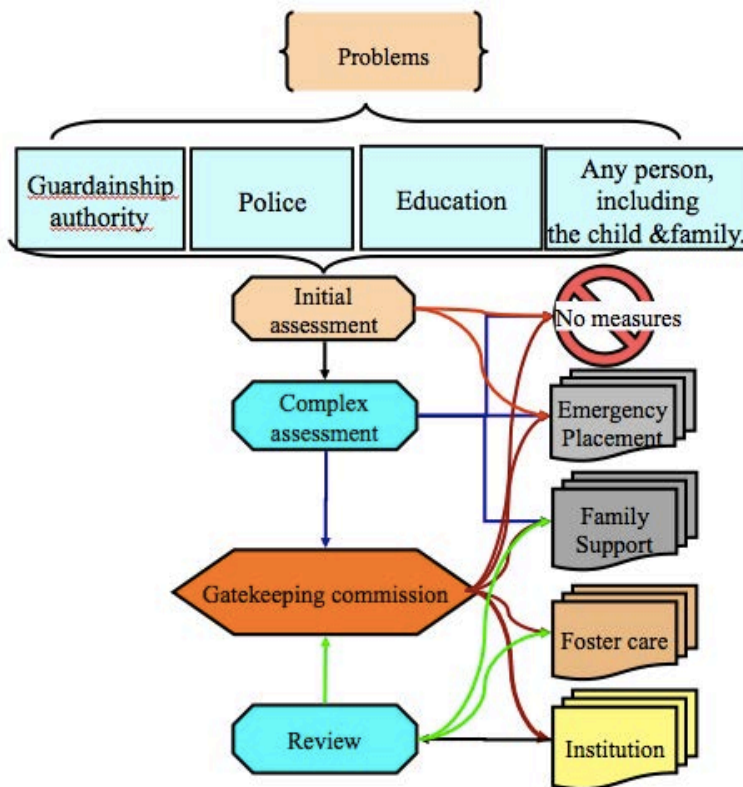 Problems
Guardainship
authority
Police
Education
Any person,
including
the child &family.
Initial
assessment
No measures
Complex
assessment
Emergency
Placement
Family
Support
Gatekeeping commission
Foster care
Review
Institution